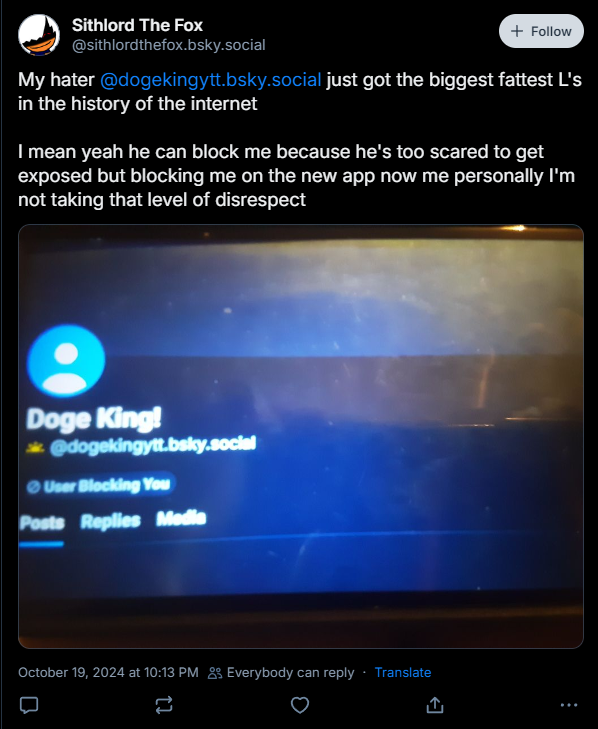 Sithlord The Fox
@sithlordthefox.bsky.social
+ Follow
My hater @dogekingytt.bsky.social just got the biggest fattest L's
in the history of the internet
I mean yeah he can block me because he's too scared to get
exposed but blocking me on the new app now me personally I'm
not taking that level of disrespect
Doge King!
@dogekingytt.bsky.social
User Blocking You
Posts Replies Media
October 19, 2024 at 10:13 PM Everybody can reply · Translate